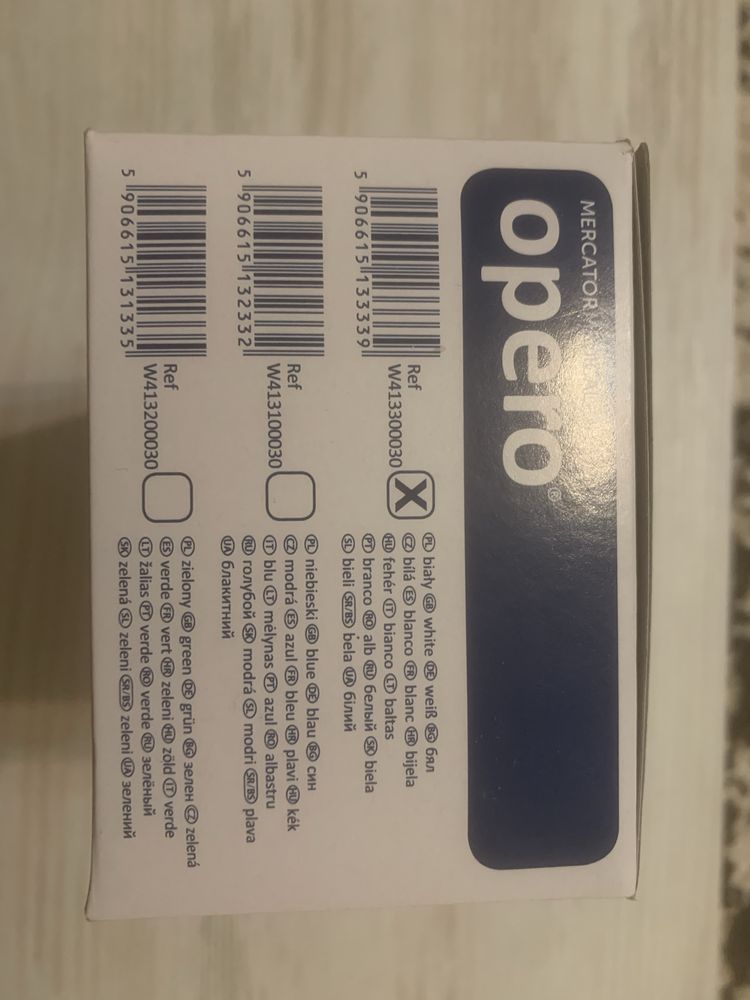 MERCATOR MEDICAL
opero®
5 906615 133339
Ref
W413300030
X
PL biały GB white DE weiß BG бял
CZ bílá ES blanco FR blanc HR bijela
HU fehér IT bianco LT baltas
PT branco RO alb RU белый SK biela
SL bieli SR/BS bela UA білий
5 906615 132332
Ref
W413100030
PL niebieski GB blue DE blau BG син
CZ modrá ES azul FR bleu HR plavi HU kék
IT blu LT mėlynas PT azul RO albastru
RU голубой SK modrá SL modri SR/BS plava
UA блакитний
5 906615 131335
Ref
W413200030
PL zielony GB green DE grün BG зелен CZ zelená
ES verde FR vert HR zeleni HU zöld IT verde
LT žalias PT verde RO verde RU зелёный
SK zelená SL zeleni SR/BS zeleni UA зелений